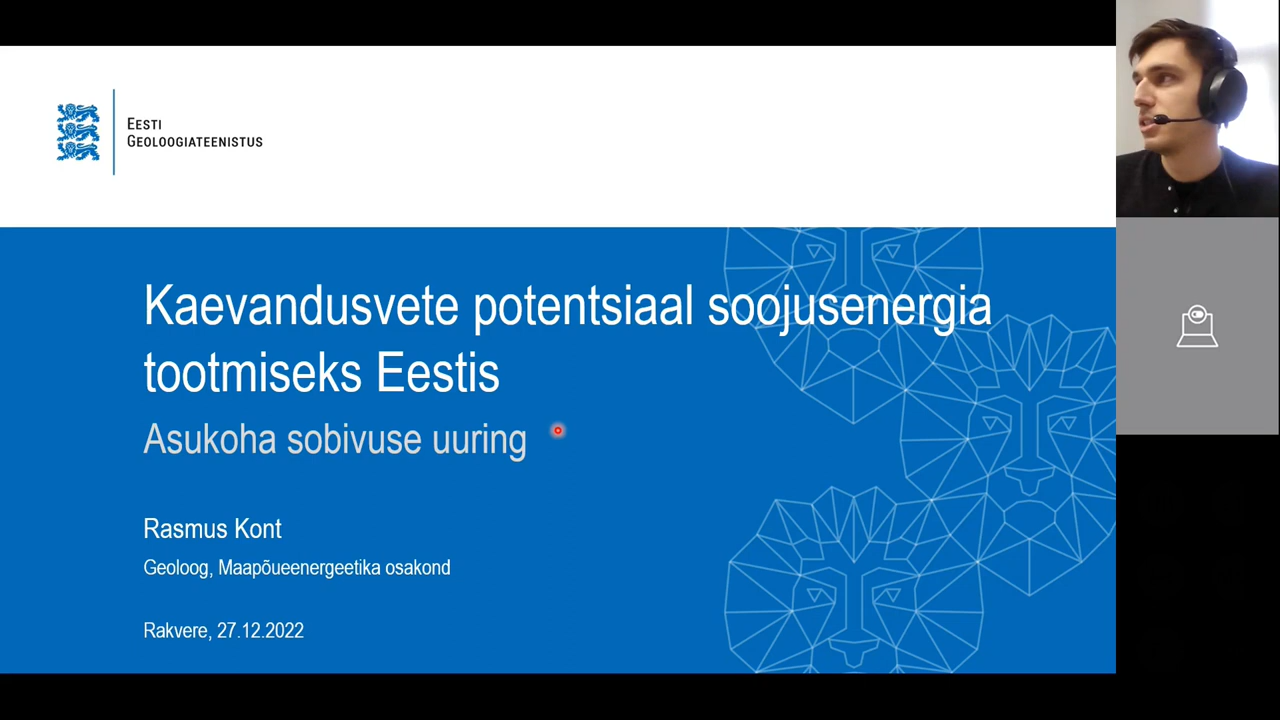 EESTI
GEOLOOGIATEENISTUS
Kaevandusvete potentsiaal soojusenergia
tootmiseks Eestis
Asukoha sobivuse uuring
Rasmus Kont
Geoloog, Maapõueenergeetika osakond
Rakvere, 27.12.2022